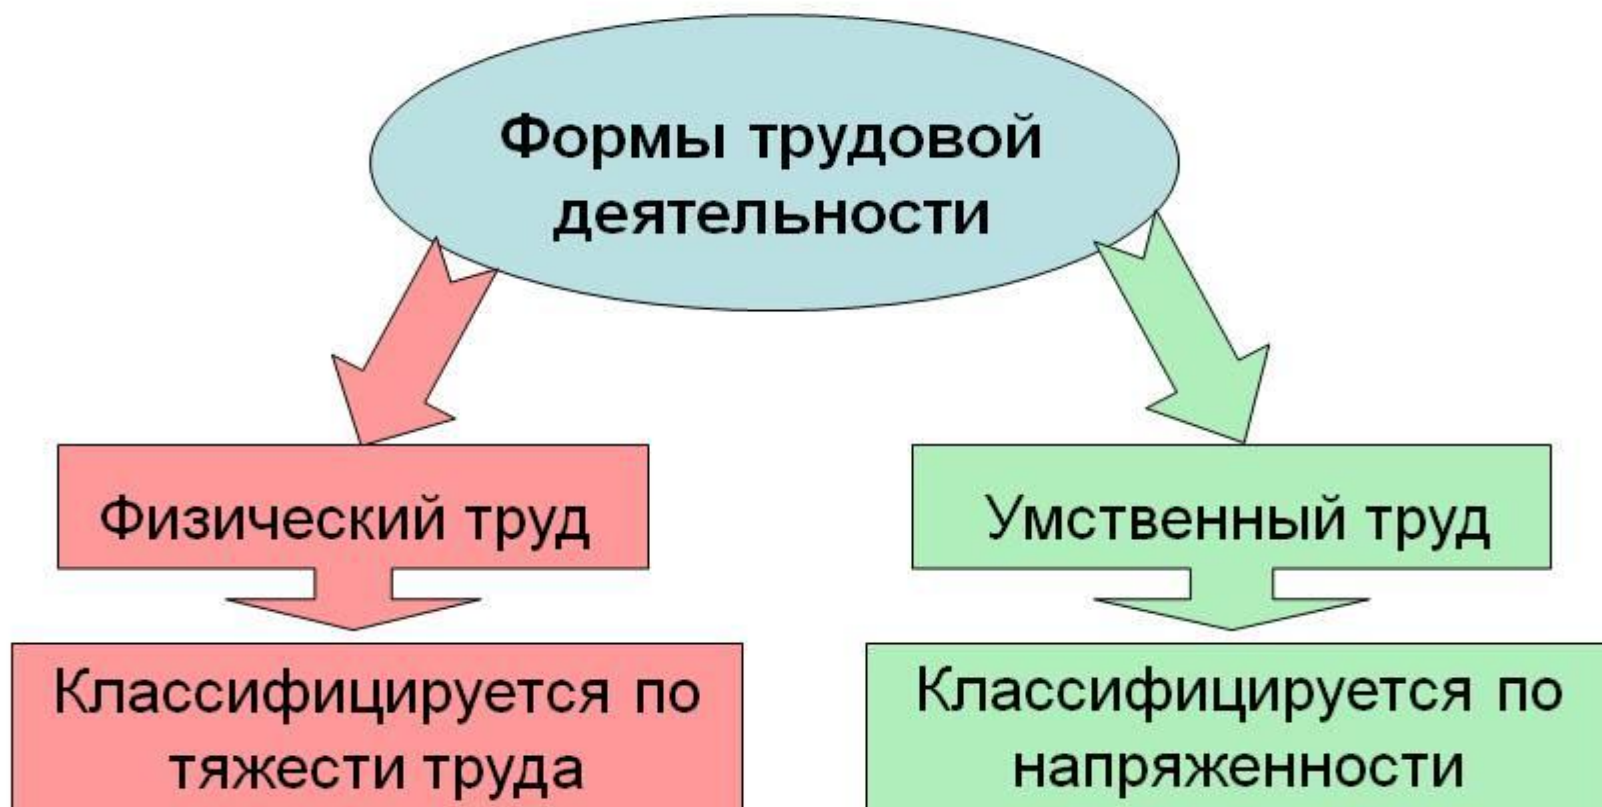 Формы трудовой
деятельности
Физический труд
Умственный труд
Классифицируется по
тяжести труда
Классифицируется по
напряженности